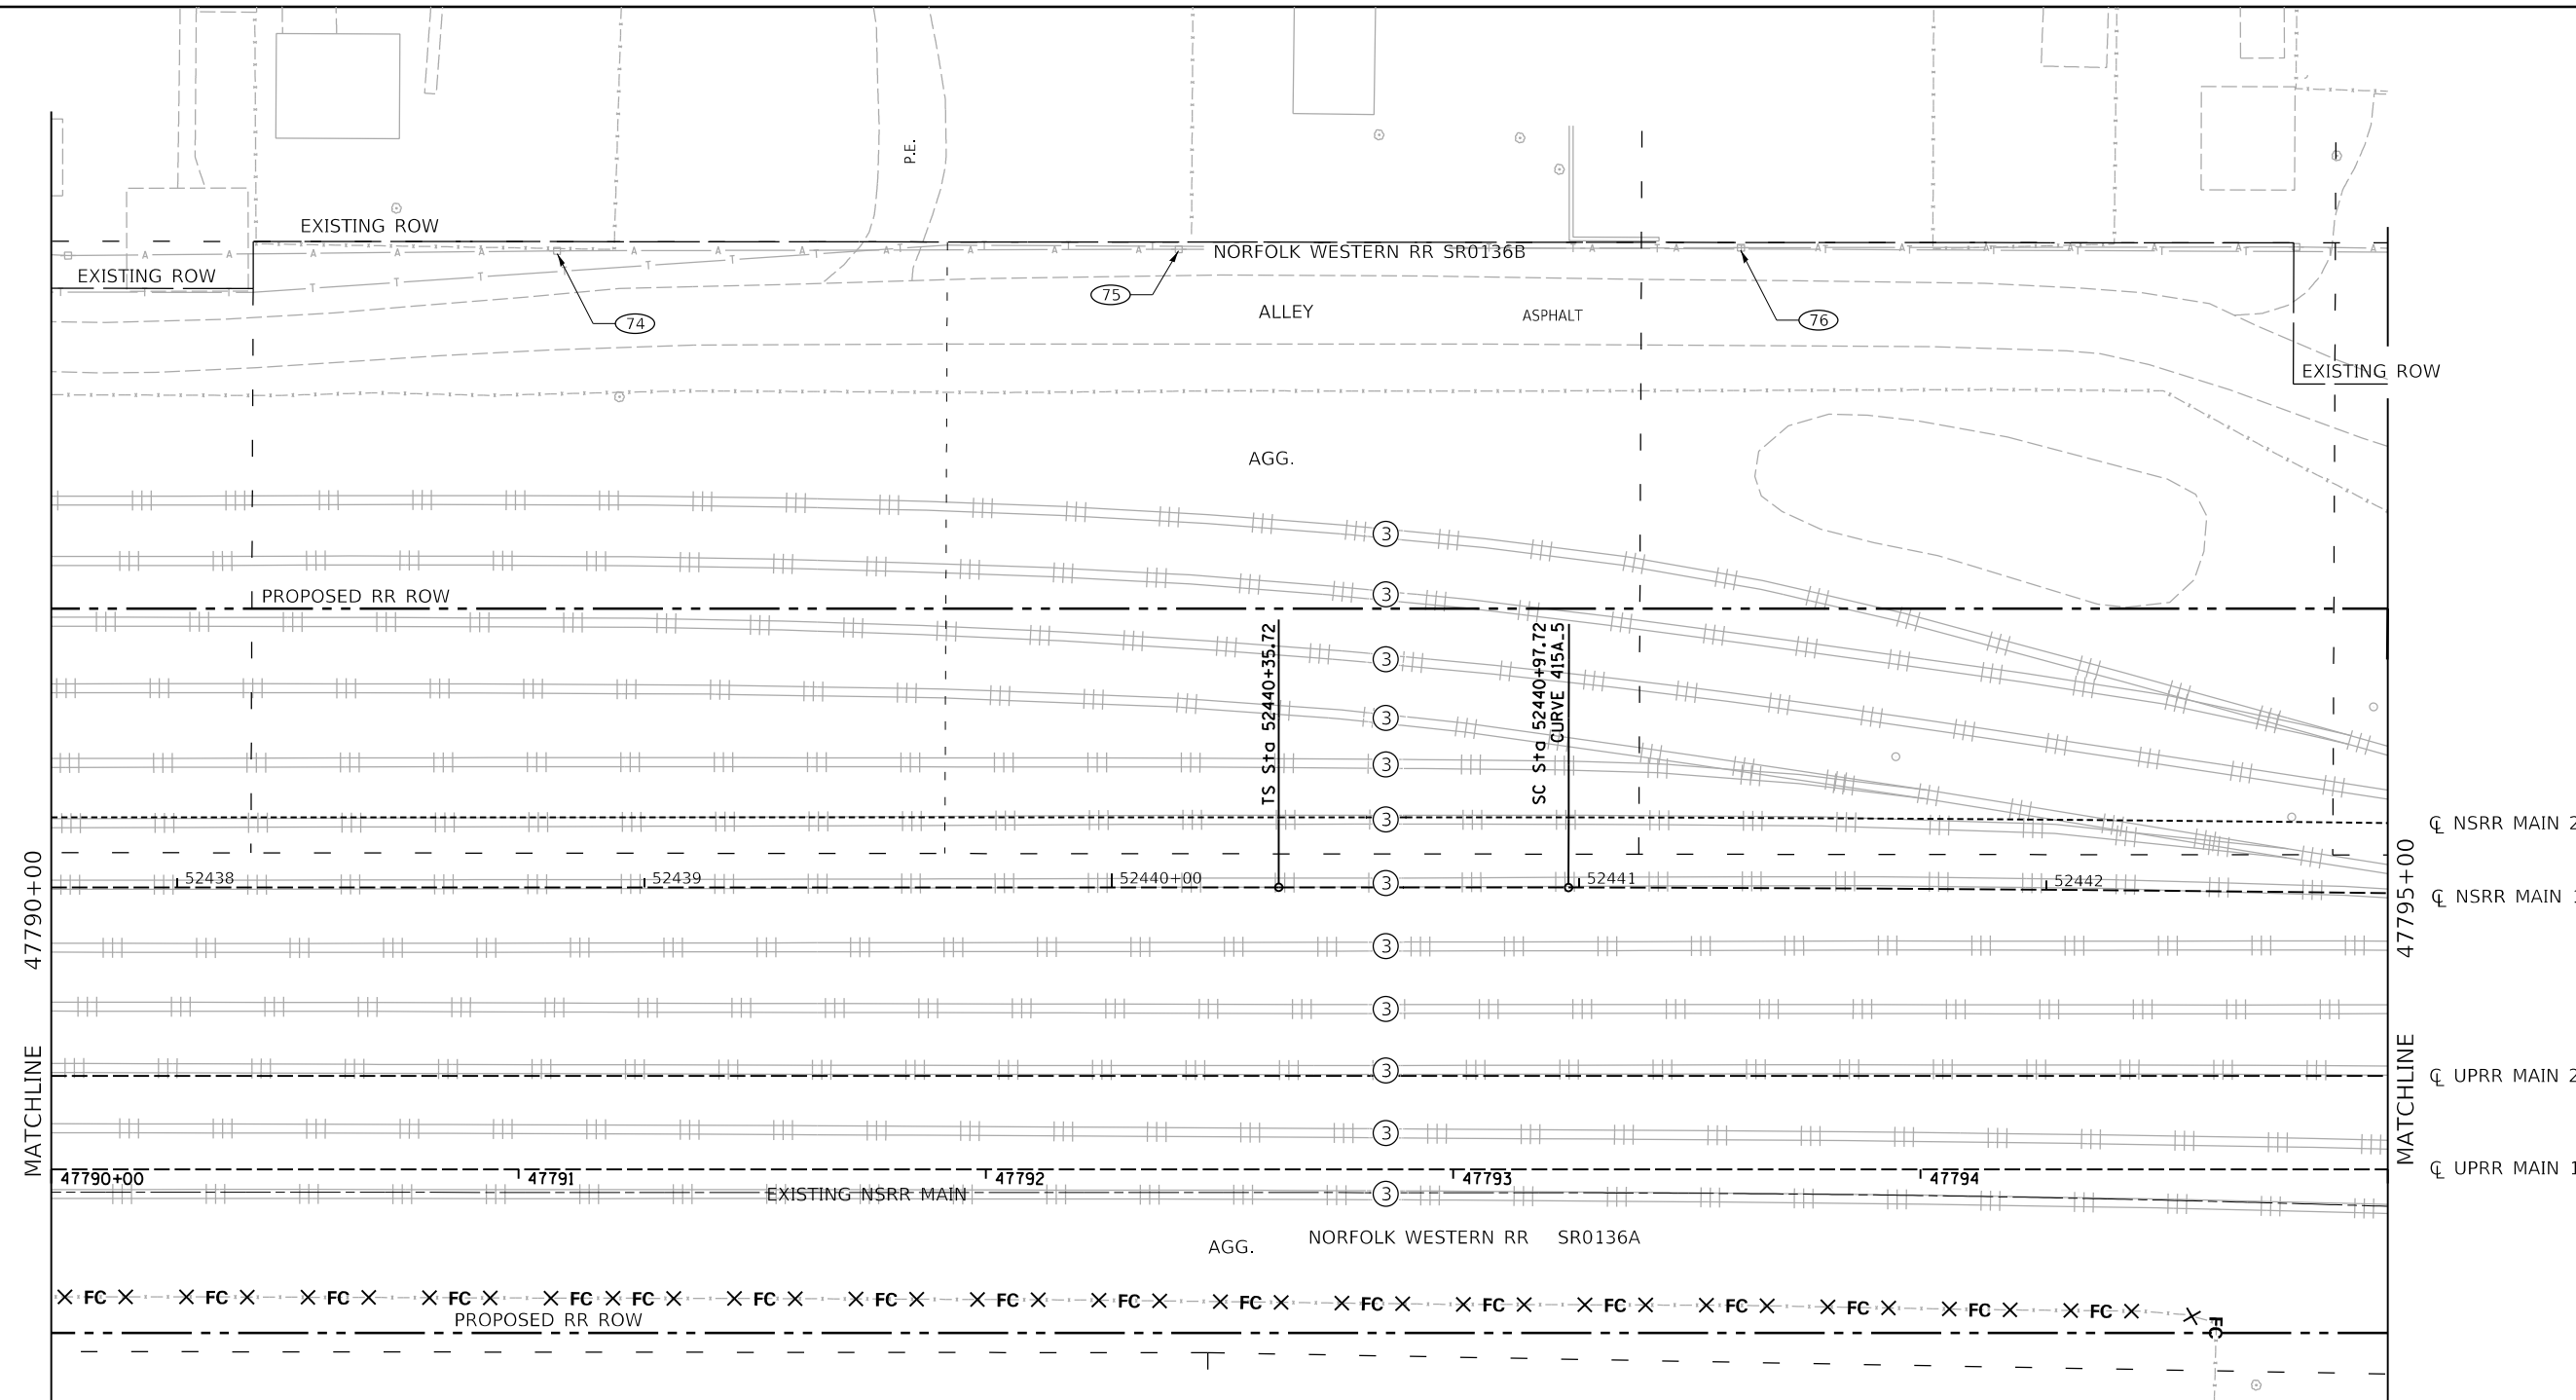 P.E.
EXISTING ROW
EXISTING ROW
NORFOLK WESTERN RR SR0136B
74
75
76
ALLEY
ASPHALT
EXISTING ROW
AGG.
3
3
PROPOSED RR ROW
TS Sta 52440+35.72
SC Sta 52440+97.72
CURVE 415A_5
3
3
3
3
℄ NSRR MAIN 2
52438
52439
52440+00
52441
52442
3
℄ NSRR MAIN
3
3
3
℄ UPRR MAIN 2
3
MATCHLINE 47790+00
MATCHLINE 47795+00
℄ UPRR MAIN 1
47790+00
47791
47792
47793
47794
EXISTING NSRR MAIN
3
AGG.
NORFOLK WESTERN RR SR0136A
FC FC FC FC FC FC FC FC FC FC FC FC FC FC FC FC FC FC FC
PROPOSED RR ROW